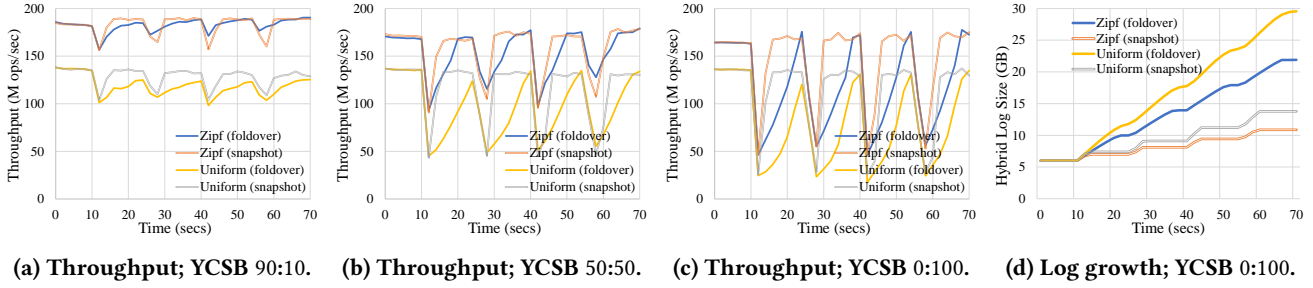 200
150
100
50
0
Throughput (M ops/sec)
Zipf (foldover)
Zipf (snapshot)
Uniform (foldover)
Uniform (snapshot)
0 10 20 30 40 50 60 70
Time (secs)
(a) Throughput; YCSB 90:10.
200
150
100
50
0
Throughput (M ops/sec)
Zipf (foldover)
Zipf (snapshot)
Uniform (foldover)
Uniform (snapshot)
0 10 20 30 40 50 60 70
Time (secs)
(b) Throughput; YCSB 50:50.
200
150
100
50
0
Throughput (M ops/sec)
Zipf (foldover)
Zipf (snapshot)
Uniform (foldover)
Uniform (snapshot)
0 10 20 30 40 50 60 70
Time (secs)
(c) Throughput; YCSB 0:100.
30
25
20
15
10
5
0
Hybrid Log Size (GB)
Zipf (foldover)
Zipf (snapshot)
Uniform (foldover)
Uniform (snapshot)
0 10 20 30 40 50 60 70
Time (secs)
(d) Log growth; YCSB 0:100.